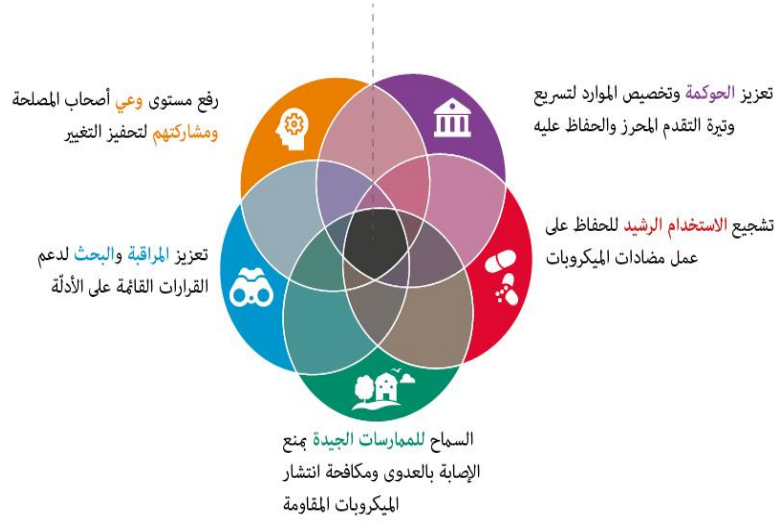 تعزيز الحوكمة وتخصيص الموارد لتسريع
وتيرة التقدم المحرز والحفاظ عليه
رفع مستوى وعي أصحاب المصلحة
ومشاركتهم لتحفيز التغيير
تشجيع الاستخدام الرشيد للحفاظ على
عمل مضادات الميكروبات
تعزيز المراقبة والبحث لدعم
القرارات القائمة على الأدلّة
السماح للممارسات الجيدة بمنع
الإصابة بالعدوى ومكافحة انتشار
الميكروبات المقاومة